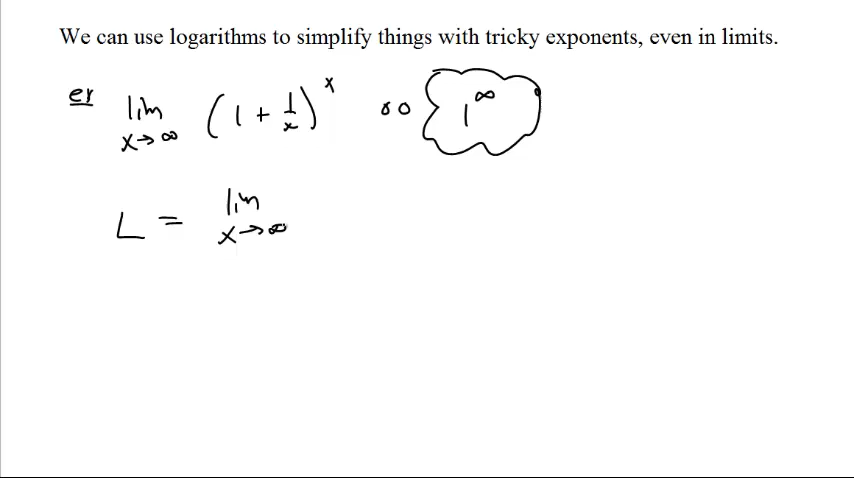 We can use logarithms to simplify things with tricky exponents, even in limits.
ex lim x→∞ (1 + 1/x)^x oo 1^∞
L = lim x→∞